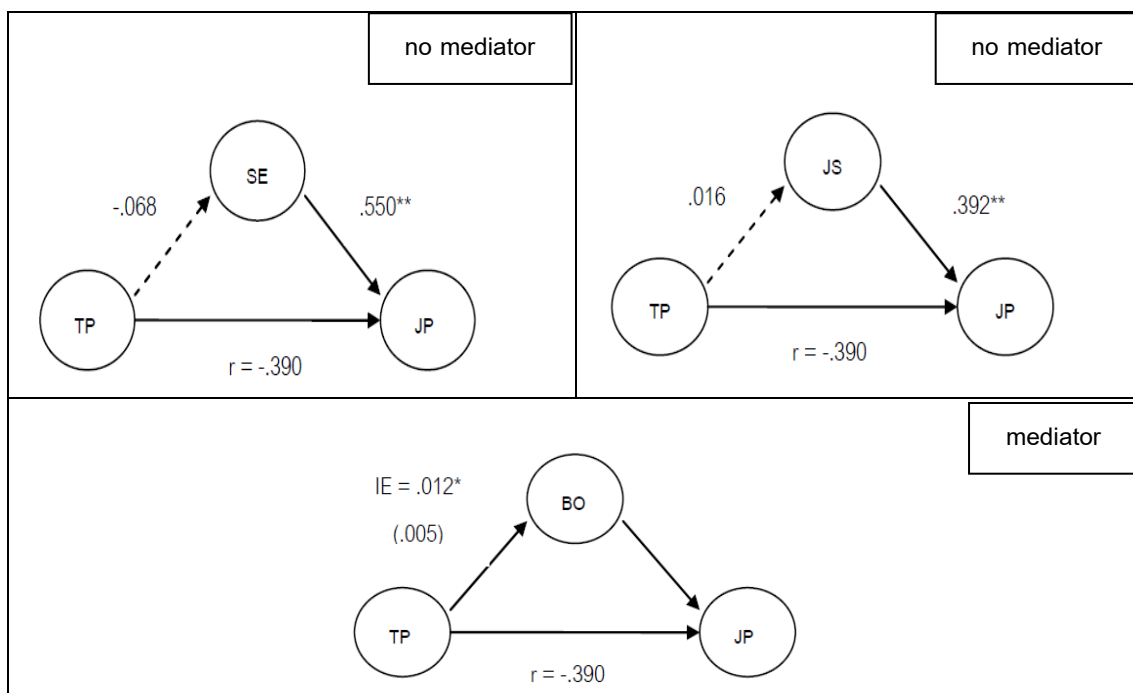 no mediator
SE
-.068
.550**
TP
JP
r = -.390
no mediator
JS
.016
.392**
TP
JP
r = -.390
mediator
IE = .012*
(.005)
BO
TP
JP
r = -.390